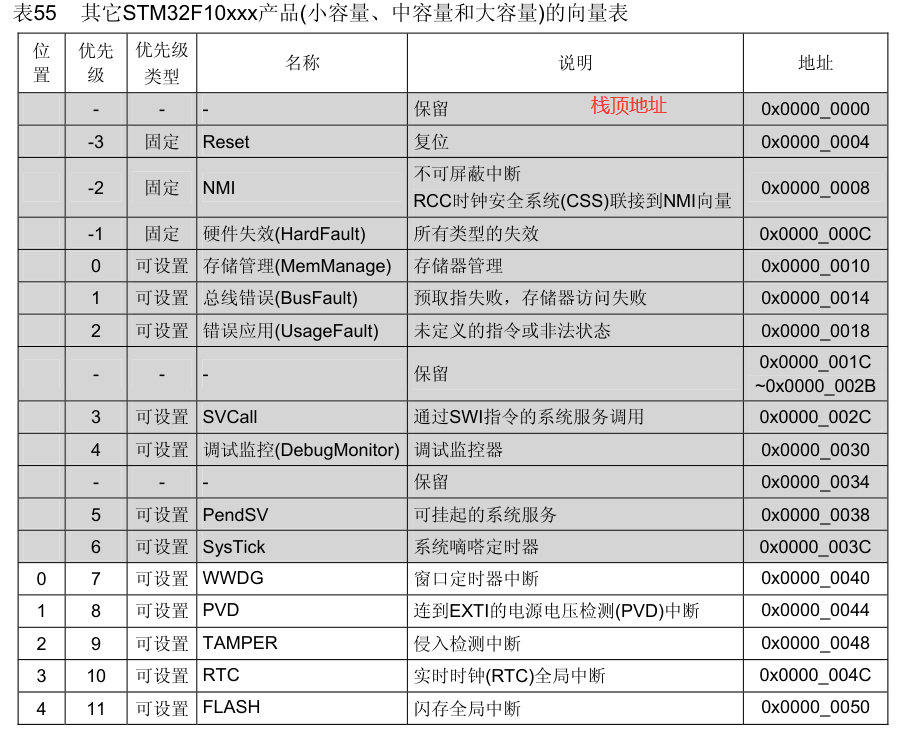 表55 其它STM32F10xxx产品(小容量、中容量和大容量)的向量表
位置 优先级 优先级类型 名称 说明 地址
- - - 保留 栈顶地址 0x0000_0000
-3 固定 Reset 复位 0x0000_0004
-2 固定 NMI 不可屏蔽中断
RCC时钟安全系统(CSS)联接到NMI向量 0x0000_0008
-1 固定 硬件失效(HardFault) 所有类型的失效 0x0000_000C
0 可设置 存储管理(MemManage) 存储器管理 0x0000_0010
1 可设置 总线错误(BusFault) 预取指失败，存储器访问失败 0x0000_0014
2 可设置 错误应用(UsageFault) 未定义的指令或非法状态 0x0000_0018
- - - 保留 0x0000_001C
~0x0000_002B
3 可设置 SVCall 通过SWI指令的系统服务调用 0x0000_002C
4 可设置 调试监控(DebugMonitor) 调试监控器 0x0000_0030
- - - 保留 0x0000_0034
5 可设置 PendSV 可挂起的系统服务 0x0000_0038
6 可设置 SysTick 系统嘀嗒定时器 0x0000_003C
0 7 可设置 WWDG 窗口定时器中断 0x0000_0040
1 8 可设置 PVD 连到EXTI的电源电压检测(PVD)中断 0x0000_0044
2 9 可设置 TAMPER 侵入检测中断 0x0000_0048
3 10 可设置 RTC 实时时钟(RTC)全局中断 0x0000_004C
4 11 可设置 FLASH 闪存全局中断 0x0000_0050